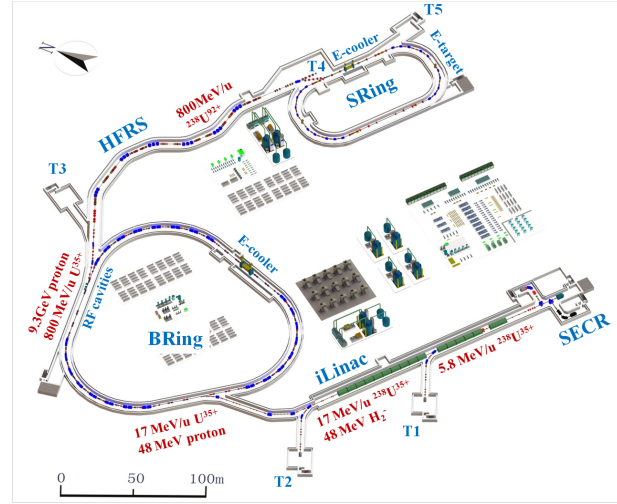 N
T5
E-cooler
E-target
T4
SRing
800MeV/u
²³⁸U⁹²⁺
HFRS
T3
E-cooler
RF cavities
9.3GeV proton
800 MeV/u U³⁵⁺
BRing
iLinac
SECR
5.8 MeV/u ²³⁸U³⁵⁺
17 MeV/u ²³⁸U³⁵⁺
48 MeV H₂⁻
17 MeV/u U³⁵⁺
48 MeV proton
T1
T2
0 50 100m